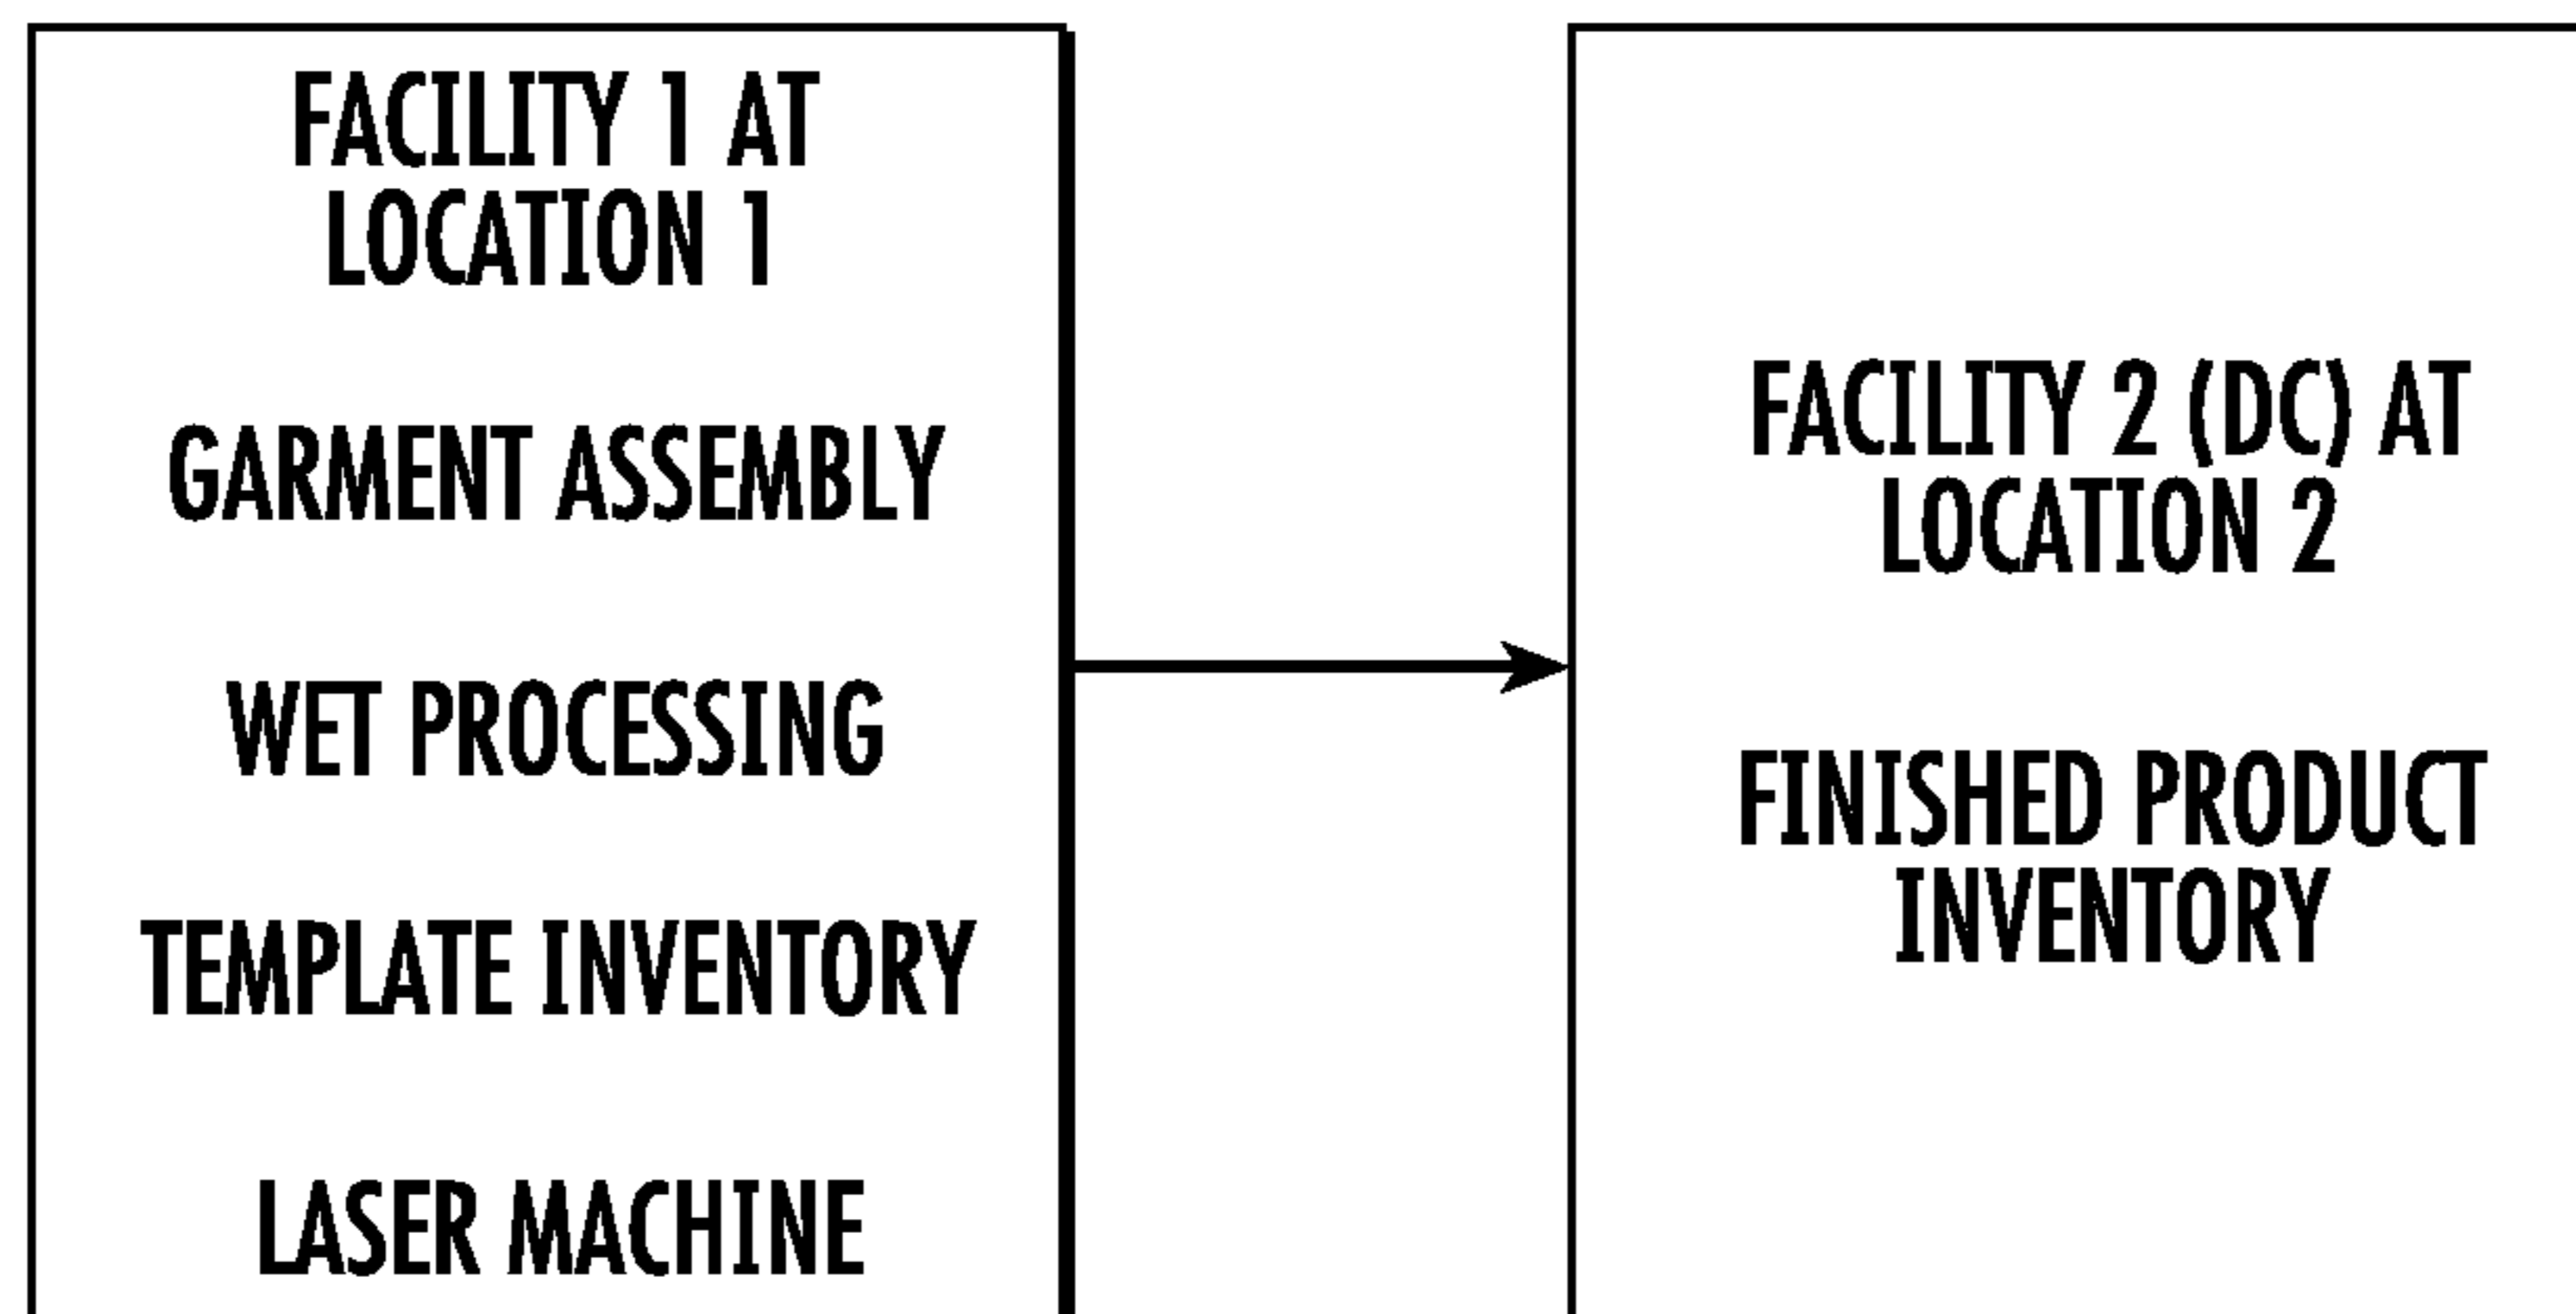 FACILITY 1 AT
LOCATION 1
GARMENT ASSEMBLY
WET PROCESSING
TEMPLATE INVENTORY
LASER MACHINE
FACILITY 2 (DC) AT
LOCATION 2
FINISHED PRODUCT
INVENTORY